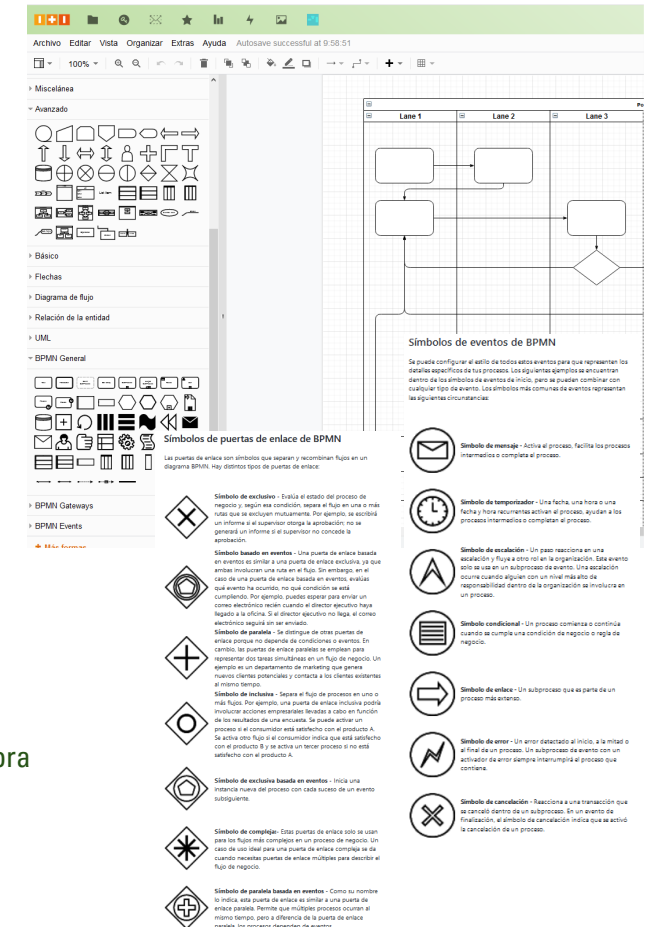 1+1
Archivo Editar Vista Organizar Extras Ayuda Autosave successful at 9:58:51
100%
Miscelánea
Avanzado
Básico
Flechas
Diagrama de flujo
Relación de la entidad
UML
BPMN General
BPMN Gateways
BPMN Events
+ Más formas
Po
Lane 1
Lane 2
Lane 3
Símbolos de eventos de BPMN
Se puede configurar el estilo de todos estos eventos para que representen los
detalles específicos de tus procesos. Los siguientes ejemplos se encuentran
dentro de los símbolos de eventos de inicio, pero se pueden combinar con
cualquier tipo de evento. Los símbolos más comunes de eventos representan
las siguientes circunstancias:
Símbolo de mensaje - Activa el proceso, facilita los procesos
intermedios o completa el proceso.
Símbolo de temporizador - Una fecha, una hora o una
fecha y hora recurrentes activan el proceso, ayudan a los
procesos intermedios o completan el proceso.
Símbolo de escalación - Un paso reacciona en una
escalación y fluye a otro rol en la organización. Este evento
solo se usa en un subproceso de evento. Una escalación
ocurre cuando alguien con un nivel más alto de
responsabilidad dentro de la organización se involucra en
un proceso.
Símbolo condicional - Un proceso comienza o continúa
cuando se cumple una condición de negocio o regla de
negocio.
Símbolo de enlace - Un subproceso que es parte de un
proceso más extenso.
Símbolo de error - Un error detectado al inicio, a la mitad o
al final de un proceso. Un subproceso de evento con un
activador de error siempre interrumpirá el proceso que
contiene.
Símbolo de cancelación - Reacciona a una transacción que
se canceló dentro de un subproceso. En un evento de
finalización, el símbolo de cancelación indica que se activó
la cancelación de un proceso.
Símbolos de puertas de enlace de BPMN
Las puertas de enlace son símbolos que separan y recombinan flujos en un
diagrama BPMN. Hay distintos tipos de puertas de enlace:
Símbolo de exclusivo - Evalúa el estado del proceso de
negocio y, según esa condición, separa el flujo en una o más
rutas que se excluyen mutuamente. Por ejemplo, se escribirá
un informe si el supervisor otorga la aprobación; no se
generará un informe si el supervisor no concede la
aprobación.
Símbolo basado en eventos - Una puerta de enlace basada
en eventos es similar a una puerta de enlace exclusiva, ya que
ambas involucran una ruta en el flujo. Sin embargo, en el
caso de una puerta de enlace basada en eventos, evalúas
qué evento ha ocurrido, no qué condición se está
cumpliendo. Por ejemplo, puedes esperar para enviar un
correo electrónico recién cuando el director ejecutivo haya
llegado a la oficina. Si el director ejecutivo no llega, el correo
electrónico seguirá sin ser enviado.
Símbolo de paralela - Se distingue de otras puertas de
enlace porque no depende de condiciones o eventos. En
cambio, las puertas de enlace paralelas se emplean para
representar dos tareas simultáneas en un flujo de negocio. Un
ejemplo es un departamento de marketing que genera
nuevos clientes potenciales y contacta a los clientes existentes
al mismo tiempo.
Símbolo de inclusiva - Separa el flujo de procesos en uno o
más flujos. Por ejemplo, una puerta de enlace inclusiva podría
involucrar acciones empresariales llevadas a cabo en función
de los resultados de una encuesta. Se puede activar un
proceso si el consumidor está satisfecho con el producto A.
Se activa otro flujo si el consumidor indica que está satisfecho
con el producto B y se activa un tercer proceso si no está
satisfecho con el producto A.
Símbolo de exclusiva basada en eventos - Inicia una
instancia nueva del proceso con cada suceso de un evento
subsiguiente.
Símbolo de complejar- Estas puertas de enlace solo se usan
para los flujos más complejos en un proceso de negocio. Un
caso de uso ideal para una puerta de enlace compleja se da
cuando necesitas puertas de enlace múltiples para describir el
flujo de negocio.
Símbolo de paralela basada en eventos - Como su nombre
lo indica, esta puerta de enlace es similar a una puerta de
enlace paralela. Permite que múltiples procesos ocurran al
mismo tiempo, pero a diferencia de la puerta de enlace
paralela, los procesos dependen de eventos.
ora